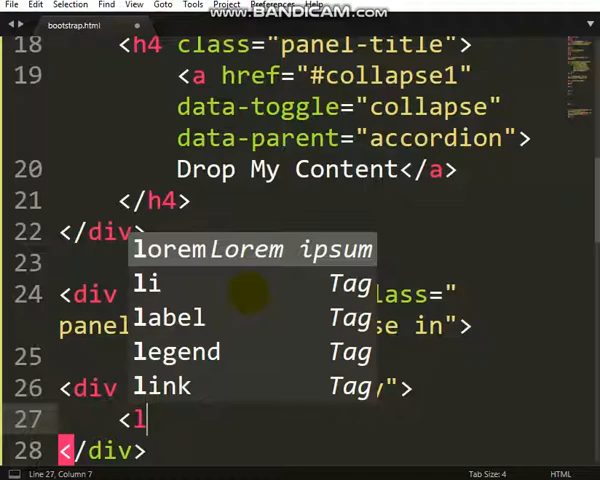 File Edit Selection Find View Goto Tools Project Preferences Help
WWW.BANDICAM.COM
bootstrap.html
18 <h4 class="panel-title">
19 <a href="#collapse1"
data-toggle="collapse"
data-parent="accordion">
20 Drop My Content</a>
21 </h4>
22 </div>
lorem Lorem ipsum
23
li Tag
24 <div class="
label Tag
panel se in">
legend Tag
25
link Tag
26 <div y">
27 <l
28 </div>
Line 27, Column 7 Tab Size: 4 HTML